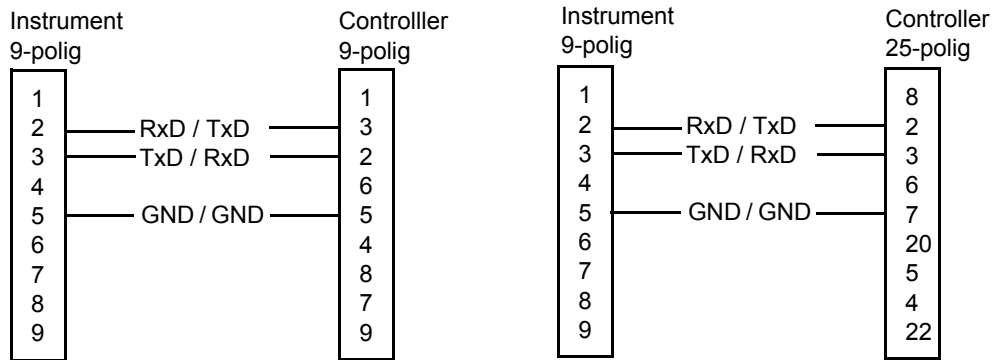 Instrument
9-polig
Controlller
9-polig
1 1
2 RxD / TxD 3
3 TxD / RxD 2
4 6
5 GND / GND 5
6 4
7 8
8 7
9 9
Instrument
9-polig
Controller
25-polig
1 8
2 RxD / TxD 2
3 TxD / RxD 3
4 6
5 GND / GND 7
6 20
7 5
8 4
9 22